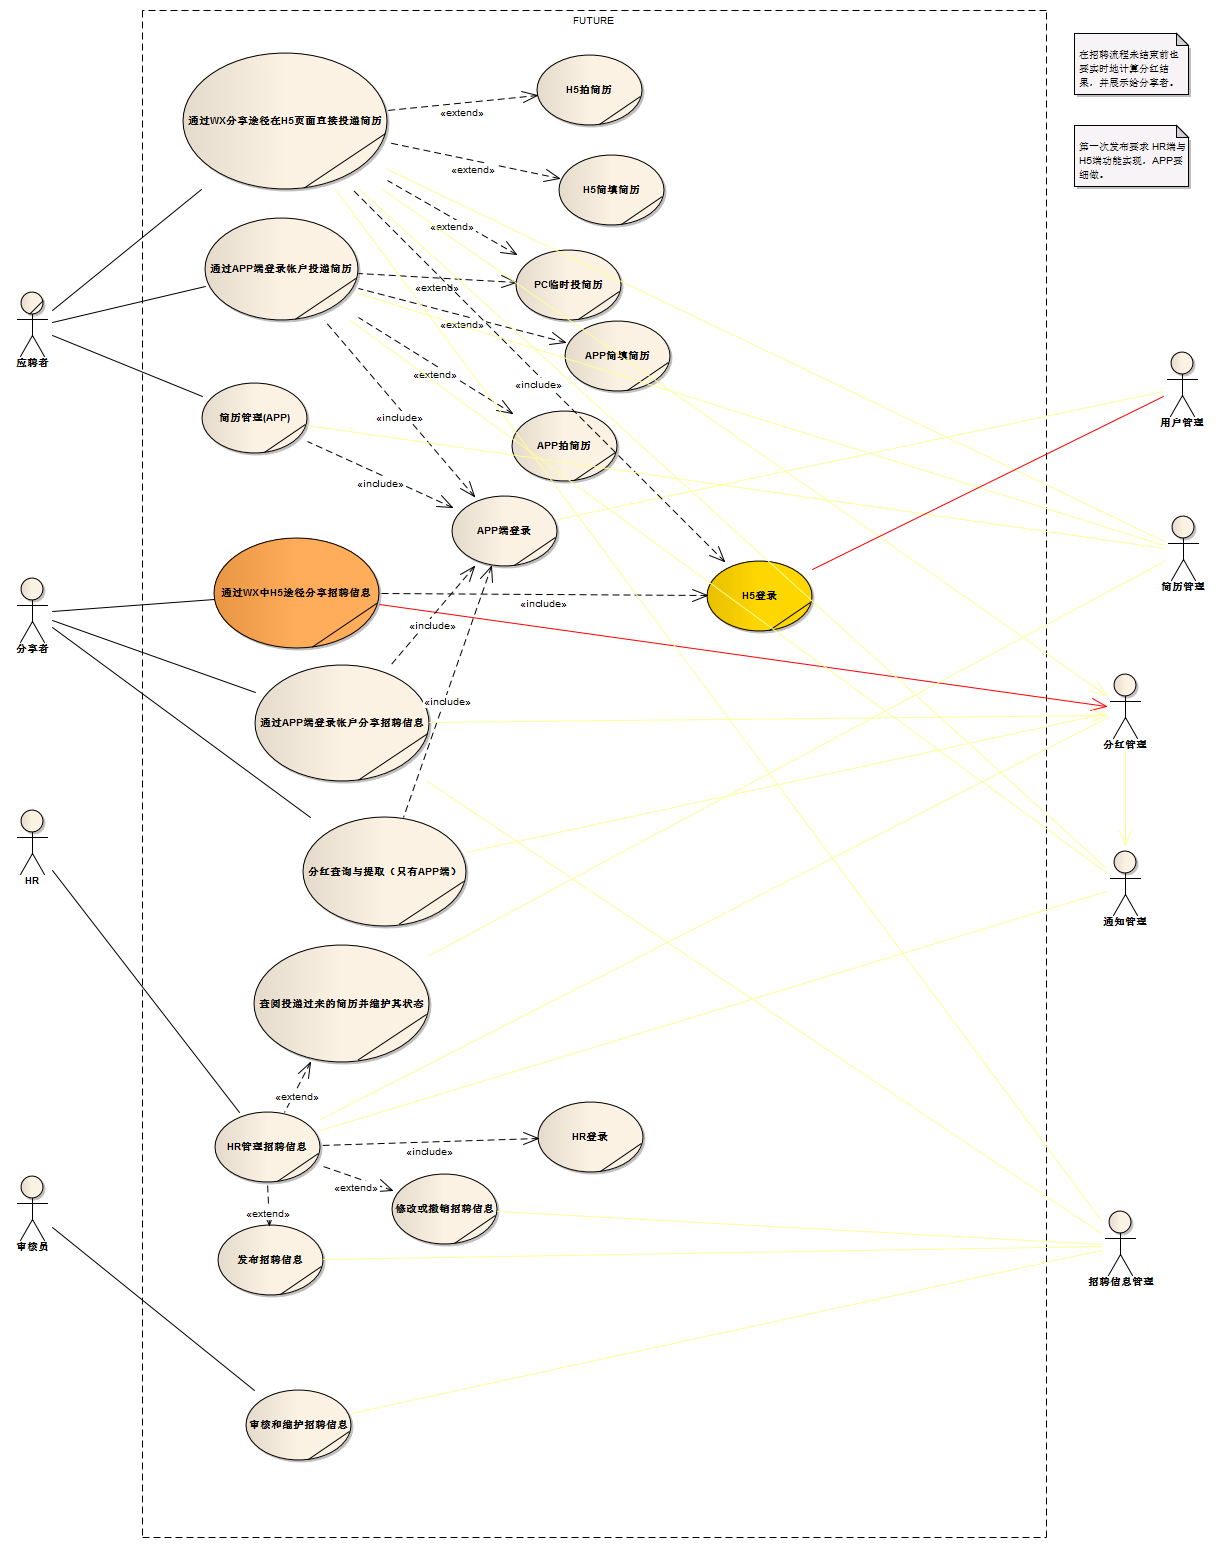 FUTURE
在招聘流程未结束前也
要实时地计算分红结
果，并展示给分享者。
第一次发布要求 HR端与
H5端功能实现，APP要
细做。
H5拍简历
通过WX分享途径在H5页面直接投递简历
«extend»
«extend»
H5简填简历
«extend»
通过APP端登录帐户投递简历
PC临时投简历
«extend»
«extend»
APP简填简历
应聘者
«extend»
«include»
用户管理
简历管理(APP)
«include»
APP拍简历
«include»
APP端登录
简历管理
通过WX中H5途径分享招聘信息
H5登录
«include»
«include»
分享者
«include»
通过APP端登录帐户分享招聘信息
分红管理
分红查询与提取（只有APP端）
HR
通知管理
查阅投递过来的简历并维护其状态
«extend»
HR管理招聘信息
HR登录
«include»
«extend»
修改或撤销招聘信息
«extend»
审核员
发布招聘信息
招聘信息管理
审核和维护招聘信息